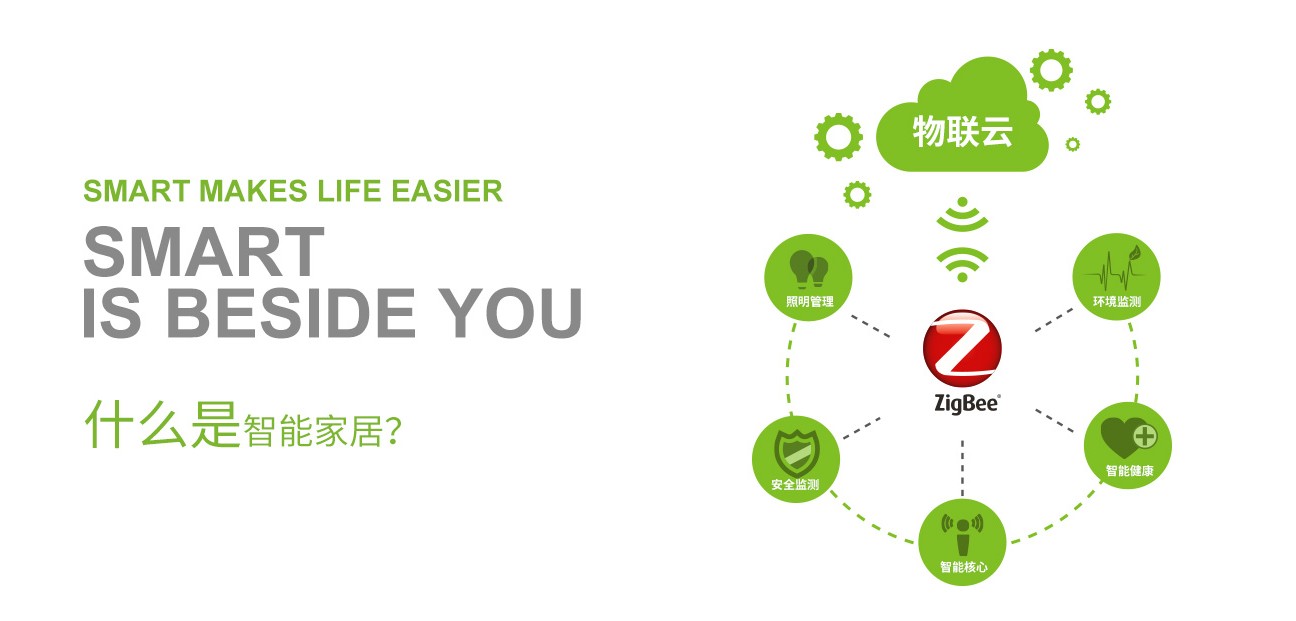 SMART MAKES LIFE EASIER
SMART
IS BESIDE YOU
什么是智能家居？
物联云
照明管理
环境监测
ZigBee®
安全监测
智能健康
智能核心